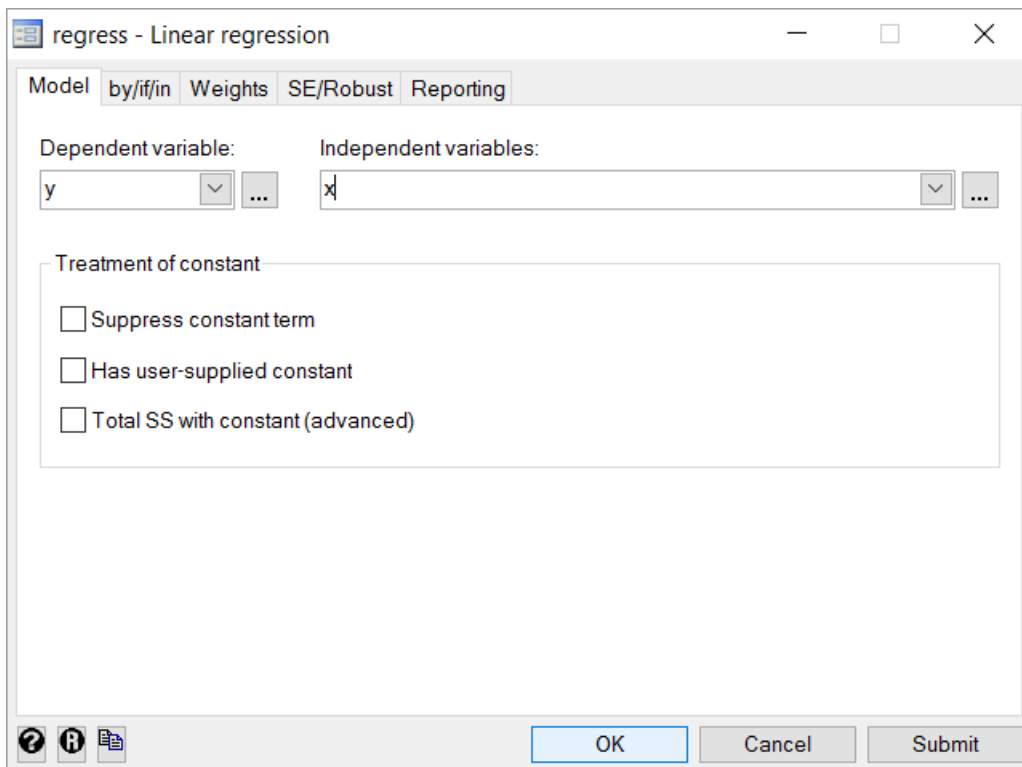 regress - Linear regression
Model by/if/in Weights SE/Robust Reporting
Dependent variable: Independent variables:
y ... x ...
Treatment of constant
Suppress constant term
Has user-supplied constant
Total SS with constant (advanced)
? R OK Cancel Submit